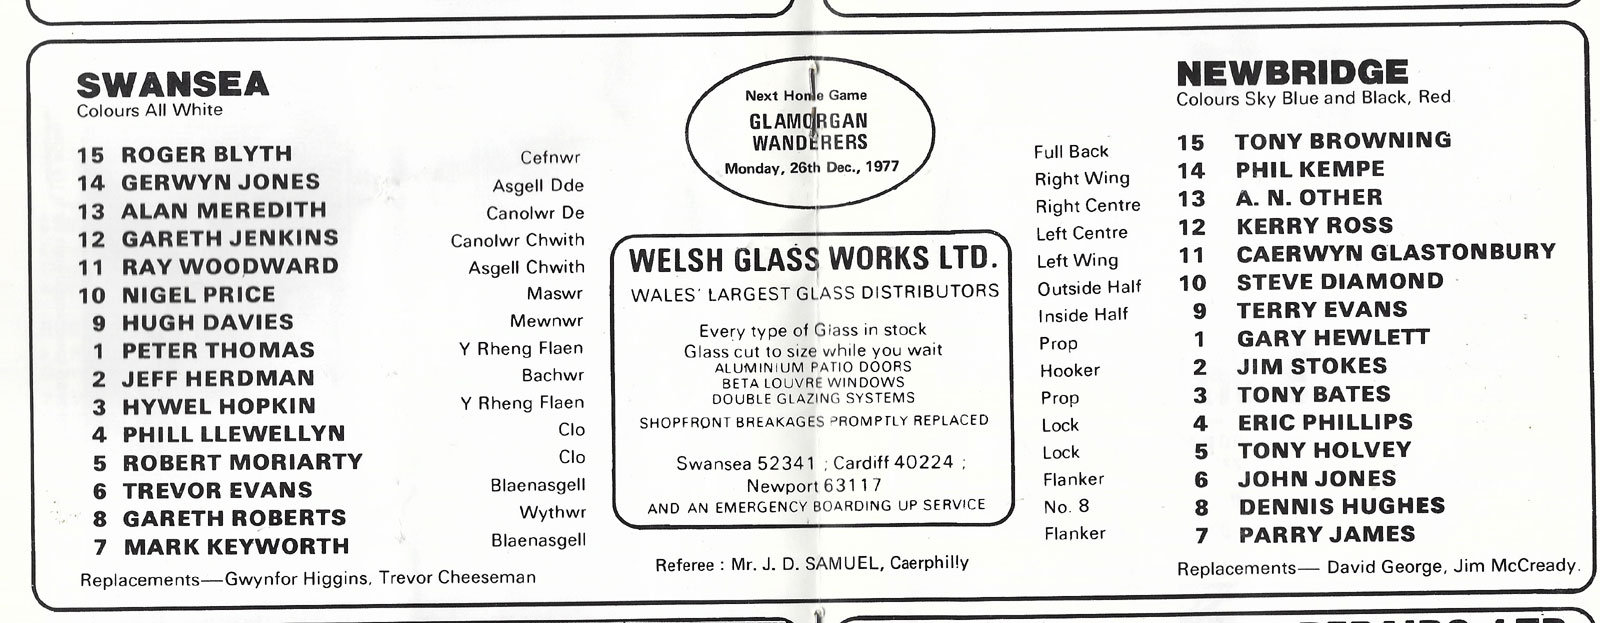 SWANSEA
Colours All White
15 ROGER BLYTH Cefnwr
14 GERWYN JONES Asgell Dde
13 ALAN MEREDITH Canolwr De
12 GARETH JENKINS Canolwr Chwith
11 RAY WOODWARD Asgell Chwith
10 NIGEL PRICE Maswr
9 HUGH DAVIES Mewnwr
1 PETER THOMAS Y Rheng Flaen
2 JEFF HERDMAN Bachwr
3 HYWEL HOPKIN Y Rheng Flaen
4 PHILL LLEWELLYN Clo
5 ROBERT MORIARTY Clo
6 TREVOR EVANS Blaenasgell
8 GARETH ROBERTS Wythwr
7 MARK KEYWORTH Blaenasgell
Replacements—Gwynfor Higgins, Trevor Cheeseman
Next Home Game
GLAMORGAN
WANDERERS
Monday, 26th Dec., 1977
WELSH GLASS WORKS LTD.
WALES' LARGEST GLASS DISTRIBUTORS
Every type of Glass in stock
Glass cut to size while you wait
ALUMINIUM PATIO DOORS
BETA LOUVRE WINDOWS
DOUBLE GLAZING SYSTEMS
SHOPFRONT BREAKAGES PROMPTLY REPLACED
Swansea 52341 ; Cardiff 40224 ;
Newport 63117
AND AN EMERGENCY BOARDING UP SERVICE
Referee : Mr. J. D. SAMUEL, Caerphilly
NEWBRIDGE
Colours Sky Blue and Black, Red
Full Back 15 TONY BROWNING
Right Wing 14 PHIL KEMPE
Right Centre 13 A. N. OTHER
Left Centre 12 KERRY ROSS
Left Wing 11 CAERWYN GLASTONBURY
Outside Half 10 STEVE DIAMOND
Inside Half 9 TERRY EVANS
Prop 1 GARY HEWLETT
Hooker 2 JIM STOKES
Prop 3 TONY BATES
Lock 4 ERIC PHILLIPS
Lock 5 TONY HOLVEY
Flanker 6 JOHN JONES
No. 8 8 DENNIS HUGHES
Flanker 7 PARRY JAMES
Replacements— David George, Jim McCready.